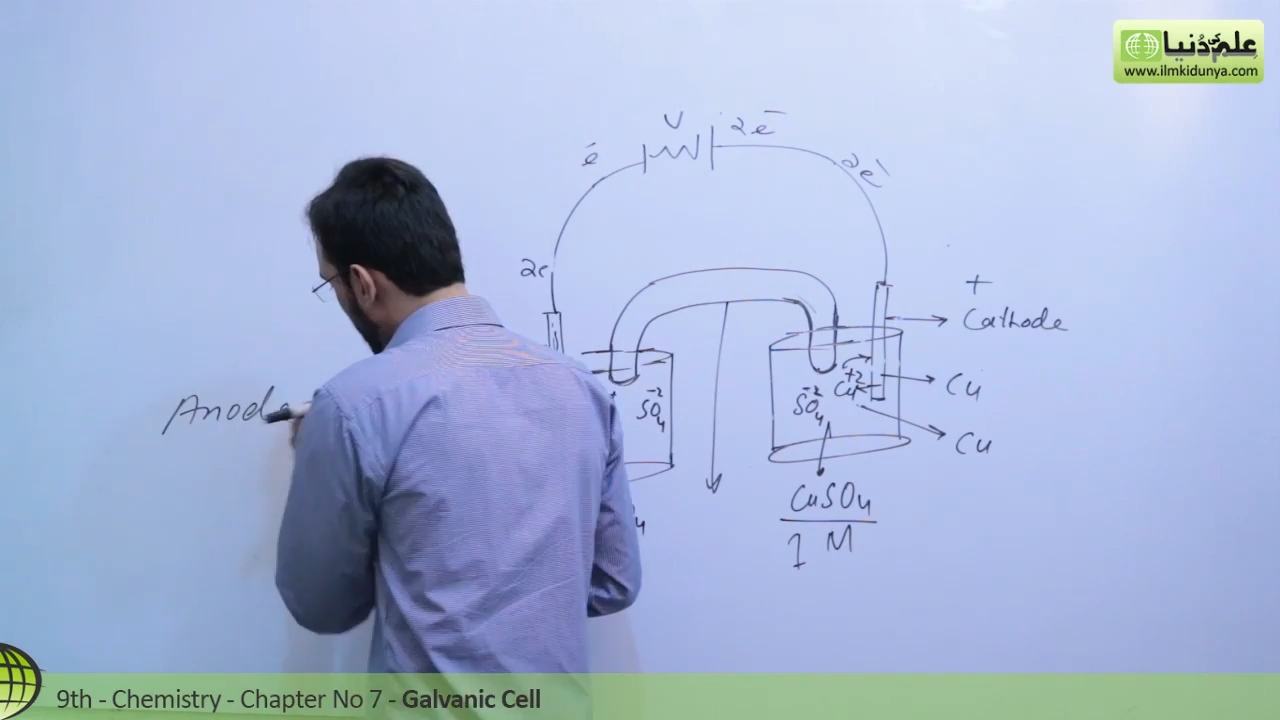 علم کی دُنیا
www.ilmkidunya.com
V
2e⁻
e⁻
2e⁻
2e
+
Cathode
Anode
SO₄⁻²
SO₄⁻²
Cu⁺²
Cu
Cu
CuSO₄
1 M
9th - Chemistry - Chapter No 7 - Galvanic Cell